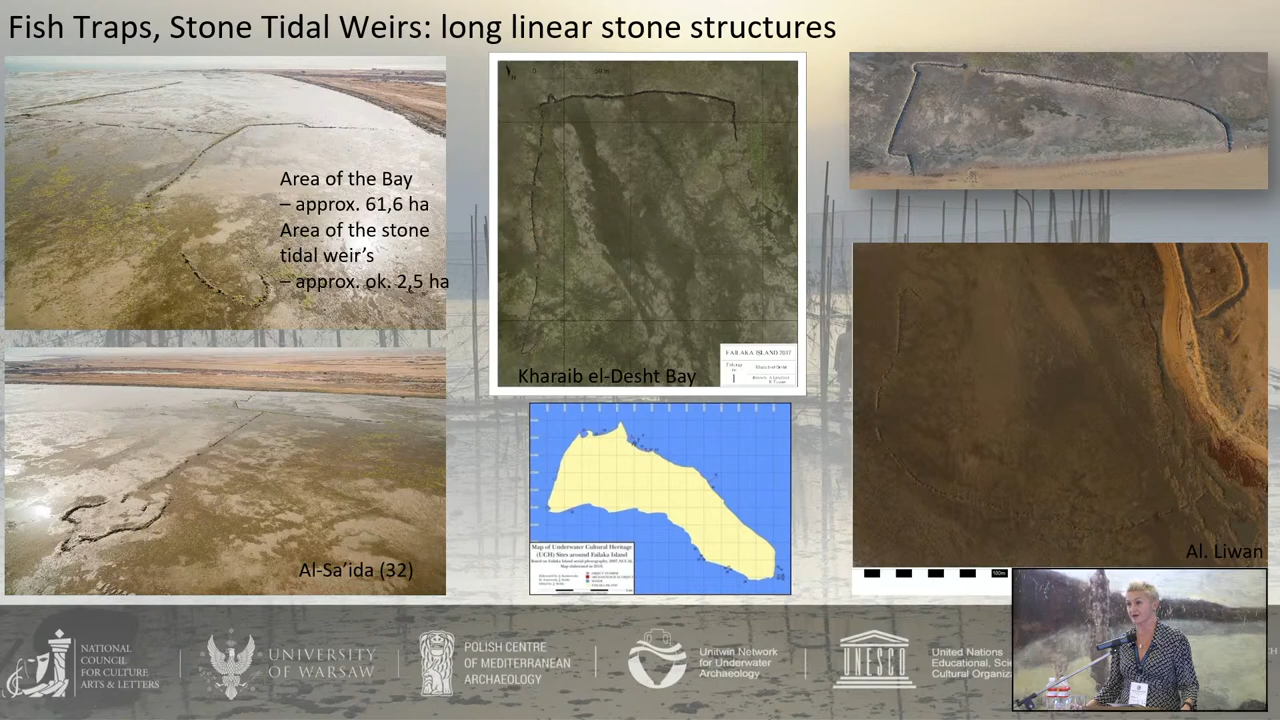 Fish Traps, Stone Tidal Weirs: long linear stone structures
Area of the Bay
– approx. 61,6 ha
Area of the stone
tidal weir’s
– approx. ok. 2,5 ha
Al-Sa’ida (32)
FAILAKA ISLAND 2017
Kharaib el-Desht Bay
Map of Underwater Cultural Heritage
(UCH) Sites around Failaka Island
Al. Liwan
100m
NATIONAL
COUNCIL
FOR CULTURE
ARTS & LETTERS
UNIVERSITY
OF WARSAW
POLISH CENTRE
OF MEDITERRANEAN
ARCHAEOLOGY
Unitwin Network
for Underwater
Archaeology
UNESCO
United Nations
Educational, Scie
Cultural Organiza